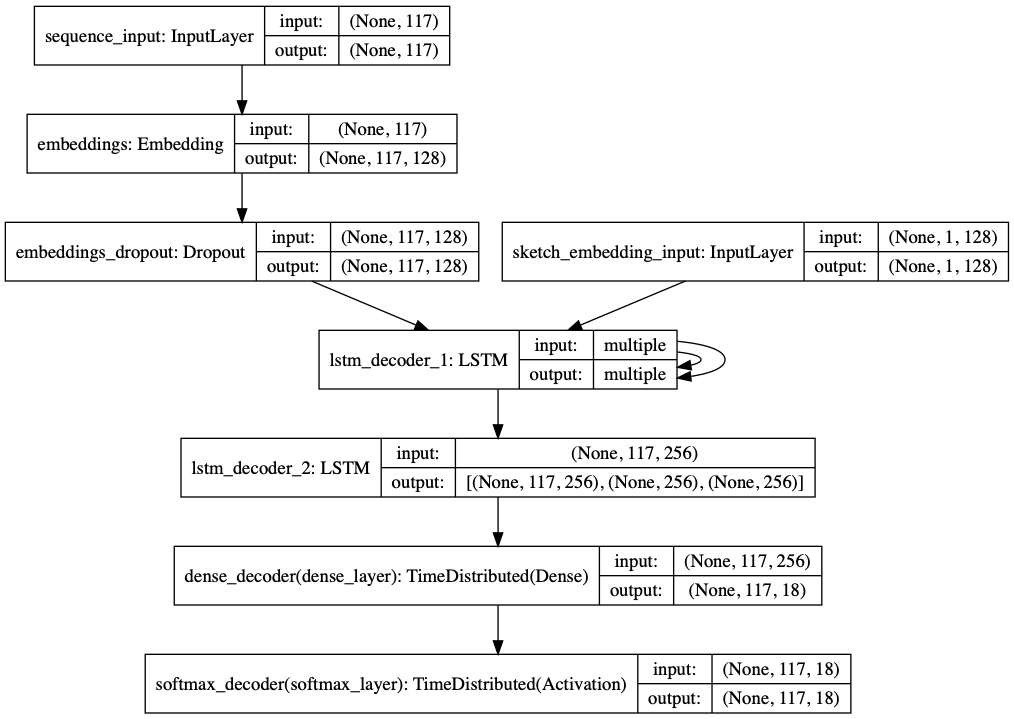 sequence_input: InputLayer
input: (None, 117)
output: (None, 117)
embeddings: Embedding
input: (None, 117)
output: (None, 117, 128)
embeddings_dropout: Dropout
input: (None, 117, 128)
output: (None, 117, 128)
sketch_embedding_input: InputLayer
input: (None, 1, 128)
output: (None, 1, 128)
lstm_decoder_1: LSTM
input: multiple
output: multiple
lstm_decoder_2: LSTM
input: (None, 117, 256)
output: [(None, 117, 256), (None, 256), (None, 256)]
dense_decoder(dense_layer): TimeDistributed(Dense)
input: (None, 117, 256)
output: (None, 117, 18)
softmax_decoder(softmax_layer): TimeDistributed(Activation)
input: (None, 117, 18)
output: (None, 117, 18)